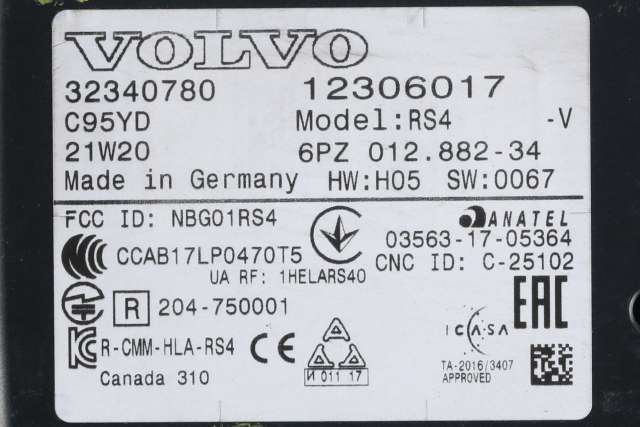 VOLVO
32340780 12306017
C95YD Model:RS4 -V
21W20 6PZ 012.882-34
Made in Germany HW:H05 SW:0067
FCC ID: NBG01RS4 ANATEL
CCAB17LP0470T5 03563-17-05364
UA RF: 1HELARS40 CNC ID: C-25102
R 204-750001 EAC
R-CMM-HLA-RS4 CE ICASA
И 011 17 TA-2016/3407
Canada 310 APPROVED